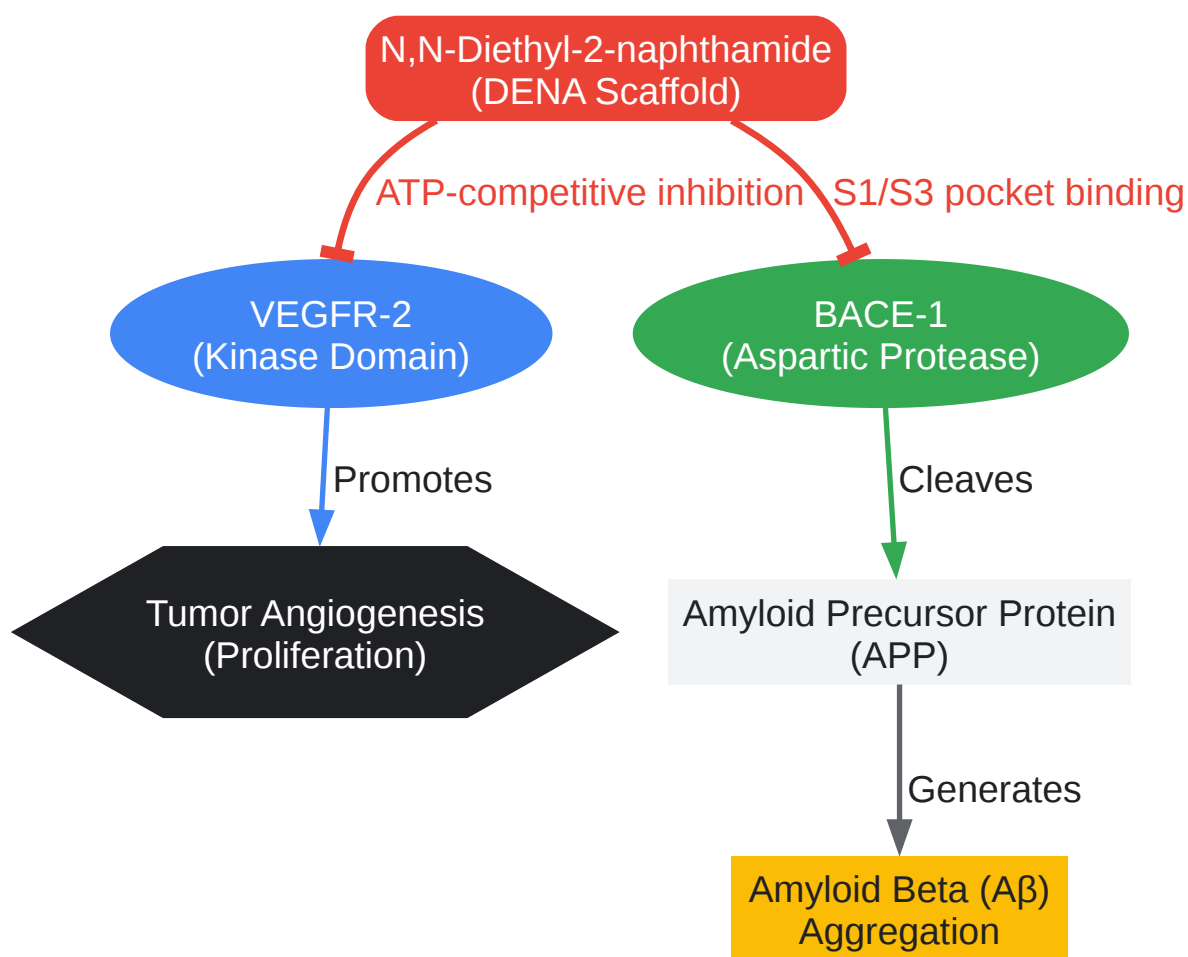 N,N-Diethyl-2-naphthamide
(DENA Scaffold)
ATP-competitive inhibition
S1/S3 pocket binding
VEGFR-2
(Kinase Domain)
BACE-1
(Aspartic Protease)
Promotes
Cleaves
Tumor Angiogenesis
(Proliferation)
Amyloid Precursor Protein
(APP)
Generates
Amyloid Beta (Aβ)
Aggregation